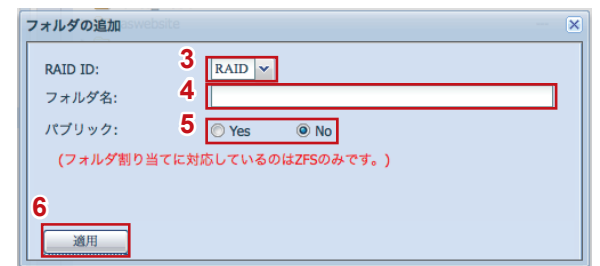 フォルダの追加
RAID ID:
3
RAID
フォルダ名:
4
パブリック:
5
Yes
No
(フォルダ割り当てに対応しているのはZFSのみです。)
6
適用